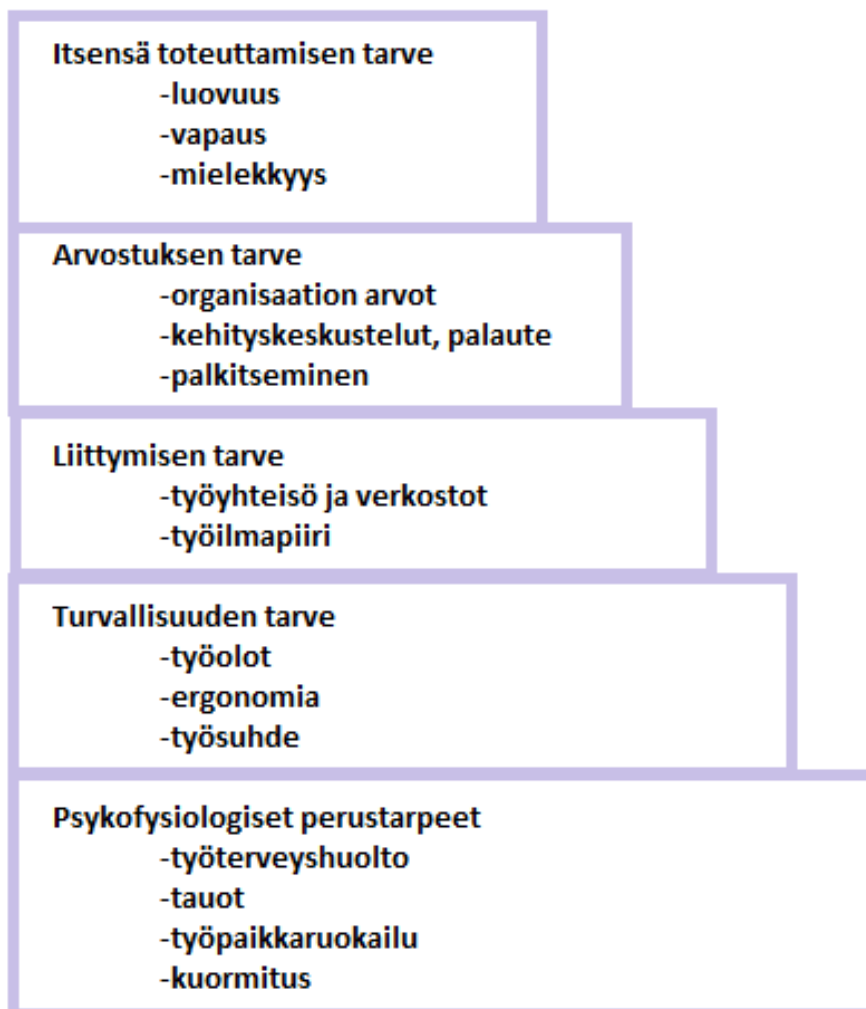 Itsensä toteuttamisen tarve
-luovuus
-vapaus
-mielekkyys
Arvostuksen tarve
-organisaation arvot
-kehityskeskustelut, palaute
-palkitseminen
Liittymisen tarve
-työyhteisö ja verkostot
-työilmapiiri
Turvallisuuden tarve
-työolot
-ergonomia
-työsuhde
Psykofysiologiset perustarpeet
-työterveyshuolto
-tauot
-työpaikkaruokailu
-kuormitus